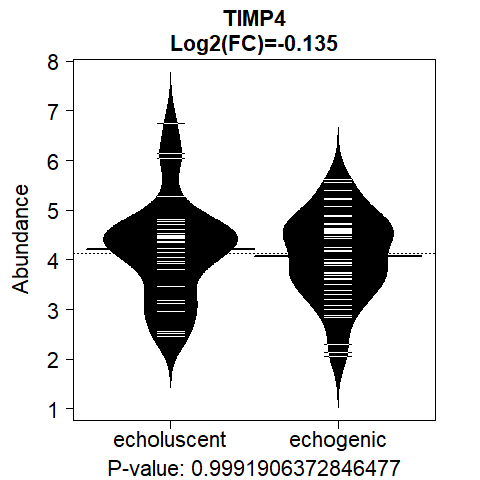 TIMP4
Log2(FC)=-0.135
Abundance
8
7
6
5
4
3
2
1
echoluscent echogenic
P-value: 0.9991906372846477